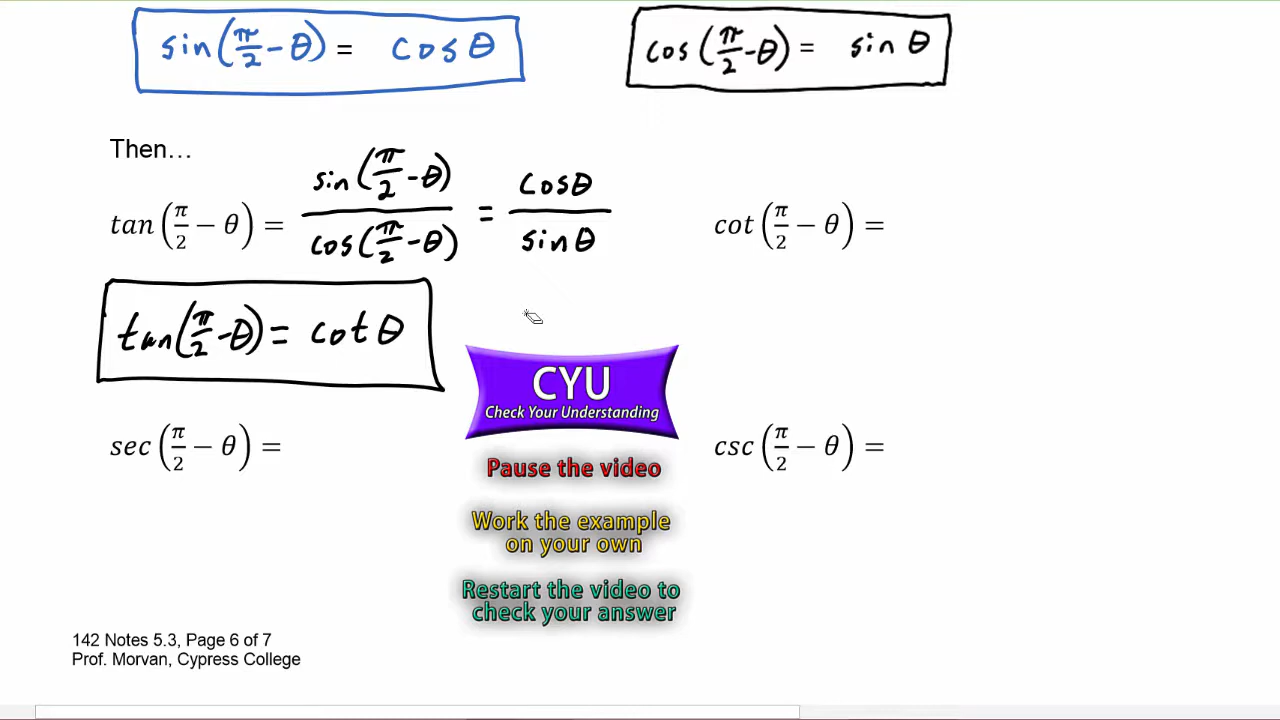 sin(π/2 − θ) = cos θ
cos(π/2 − θ) = sin θ
Then…
tan(π/2 − θ) = sin(π/2 − θ) / cos(π/2 − θ) = cosθ / sinθ
cot(π/2 − θ) =
tan(π/2 − θ) = cot θ
CYU
Check Your Understanding
sec(π/2 − θ) =
csc(π/2 − θ) =
Pause the video
Work the example
on your own
Restart the video to
check your answer
142 Notes 5.3, Page 6 of 7
Prof. Morvan, Cypress College